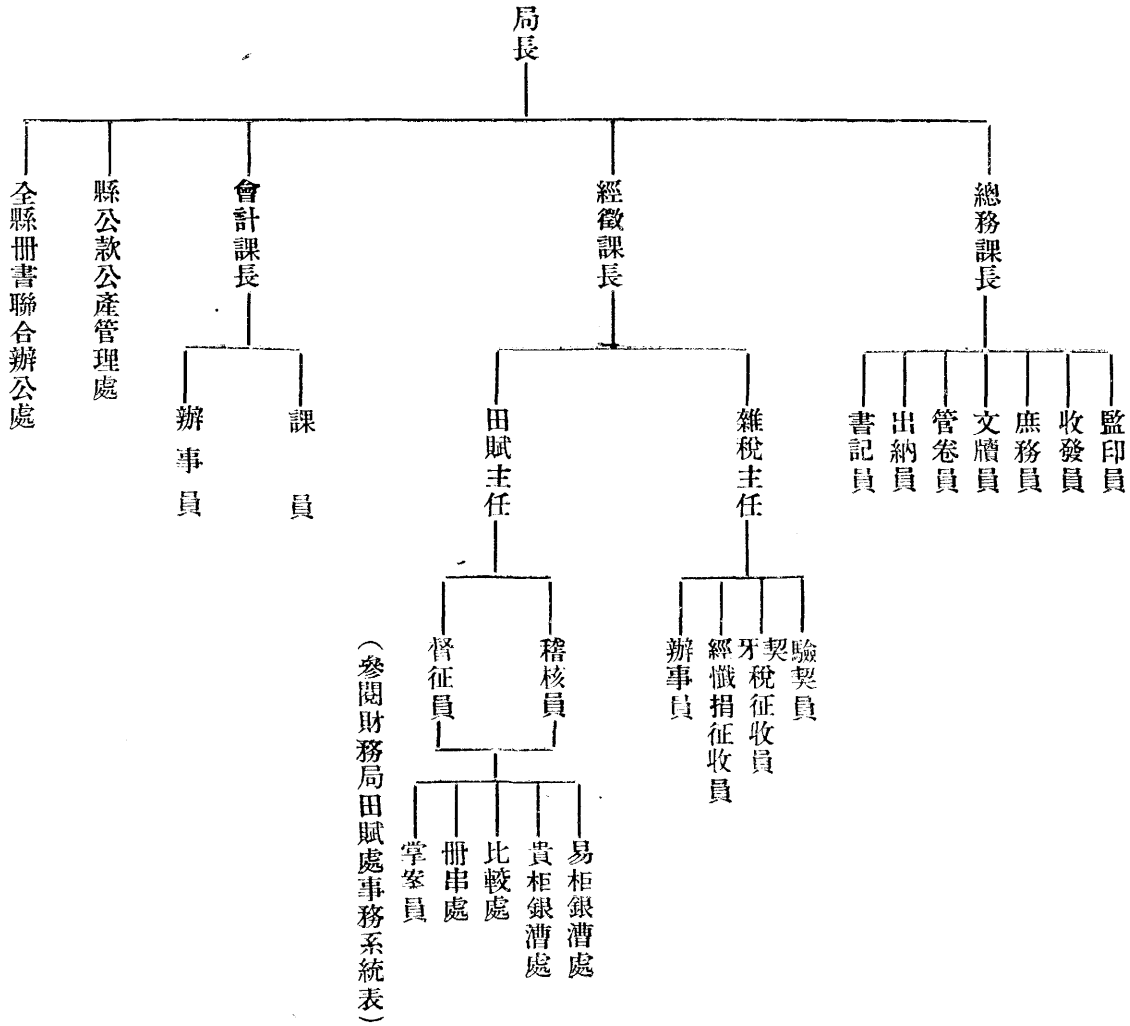 局長
總務課長
經徵課長
會計課長
縣公款公產管理處
全縣冊書聯合辦公處
監印員
收發員
庶務員
文牘員
管卷員
出納員
書記員
雜稅主任
田賦主任
課員
辦事員
驗契員
契
牙稅征收員
經懺捐征收員
辦事員
稽核員
督征員
易柜銀漕處
貴柜銀漕處
比較處
冊串處
掌案員
（參閱財務局田賦處事務系統表）